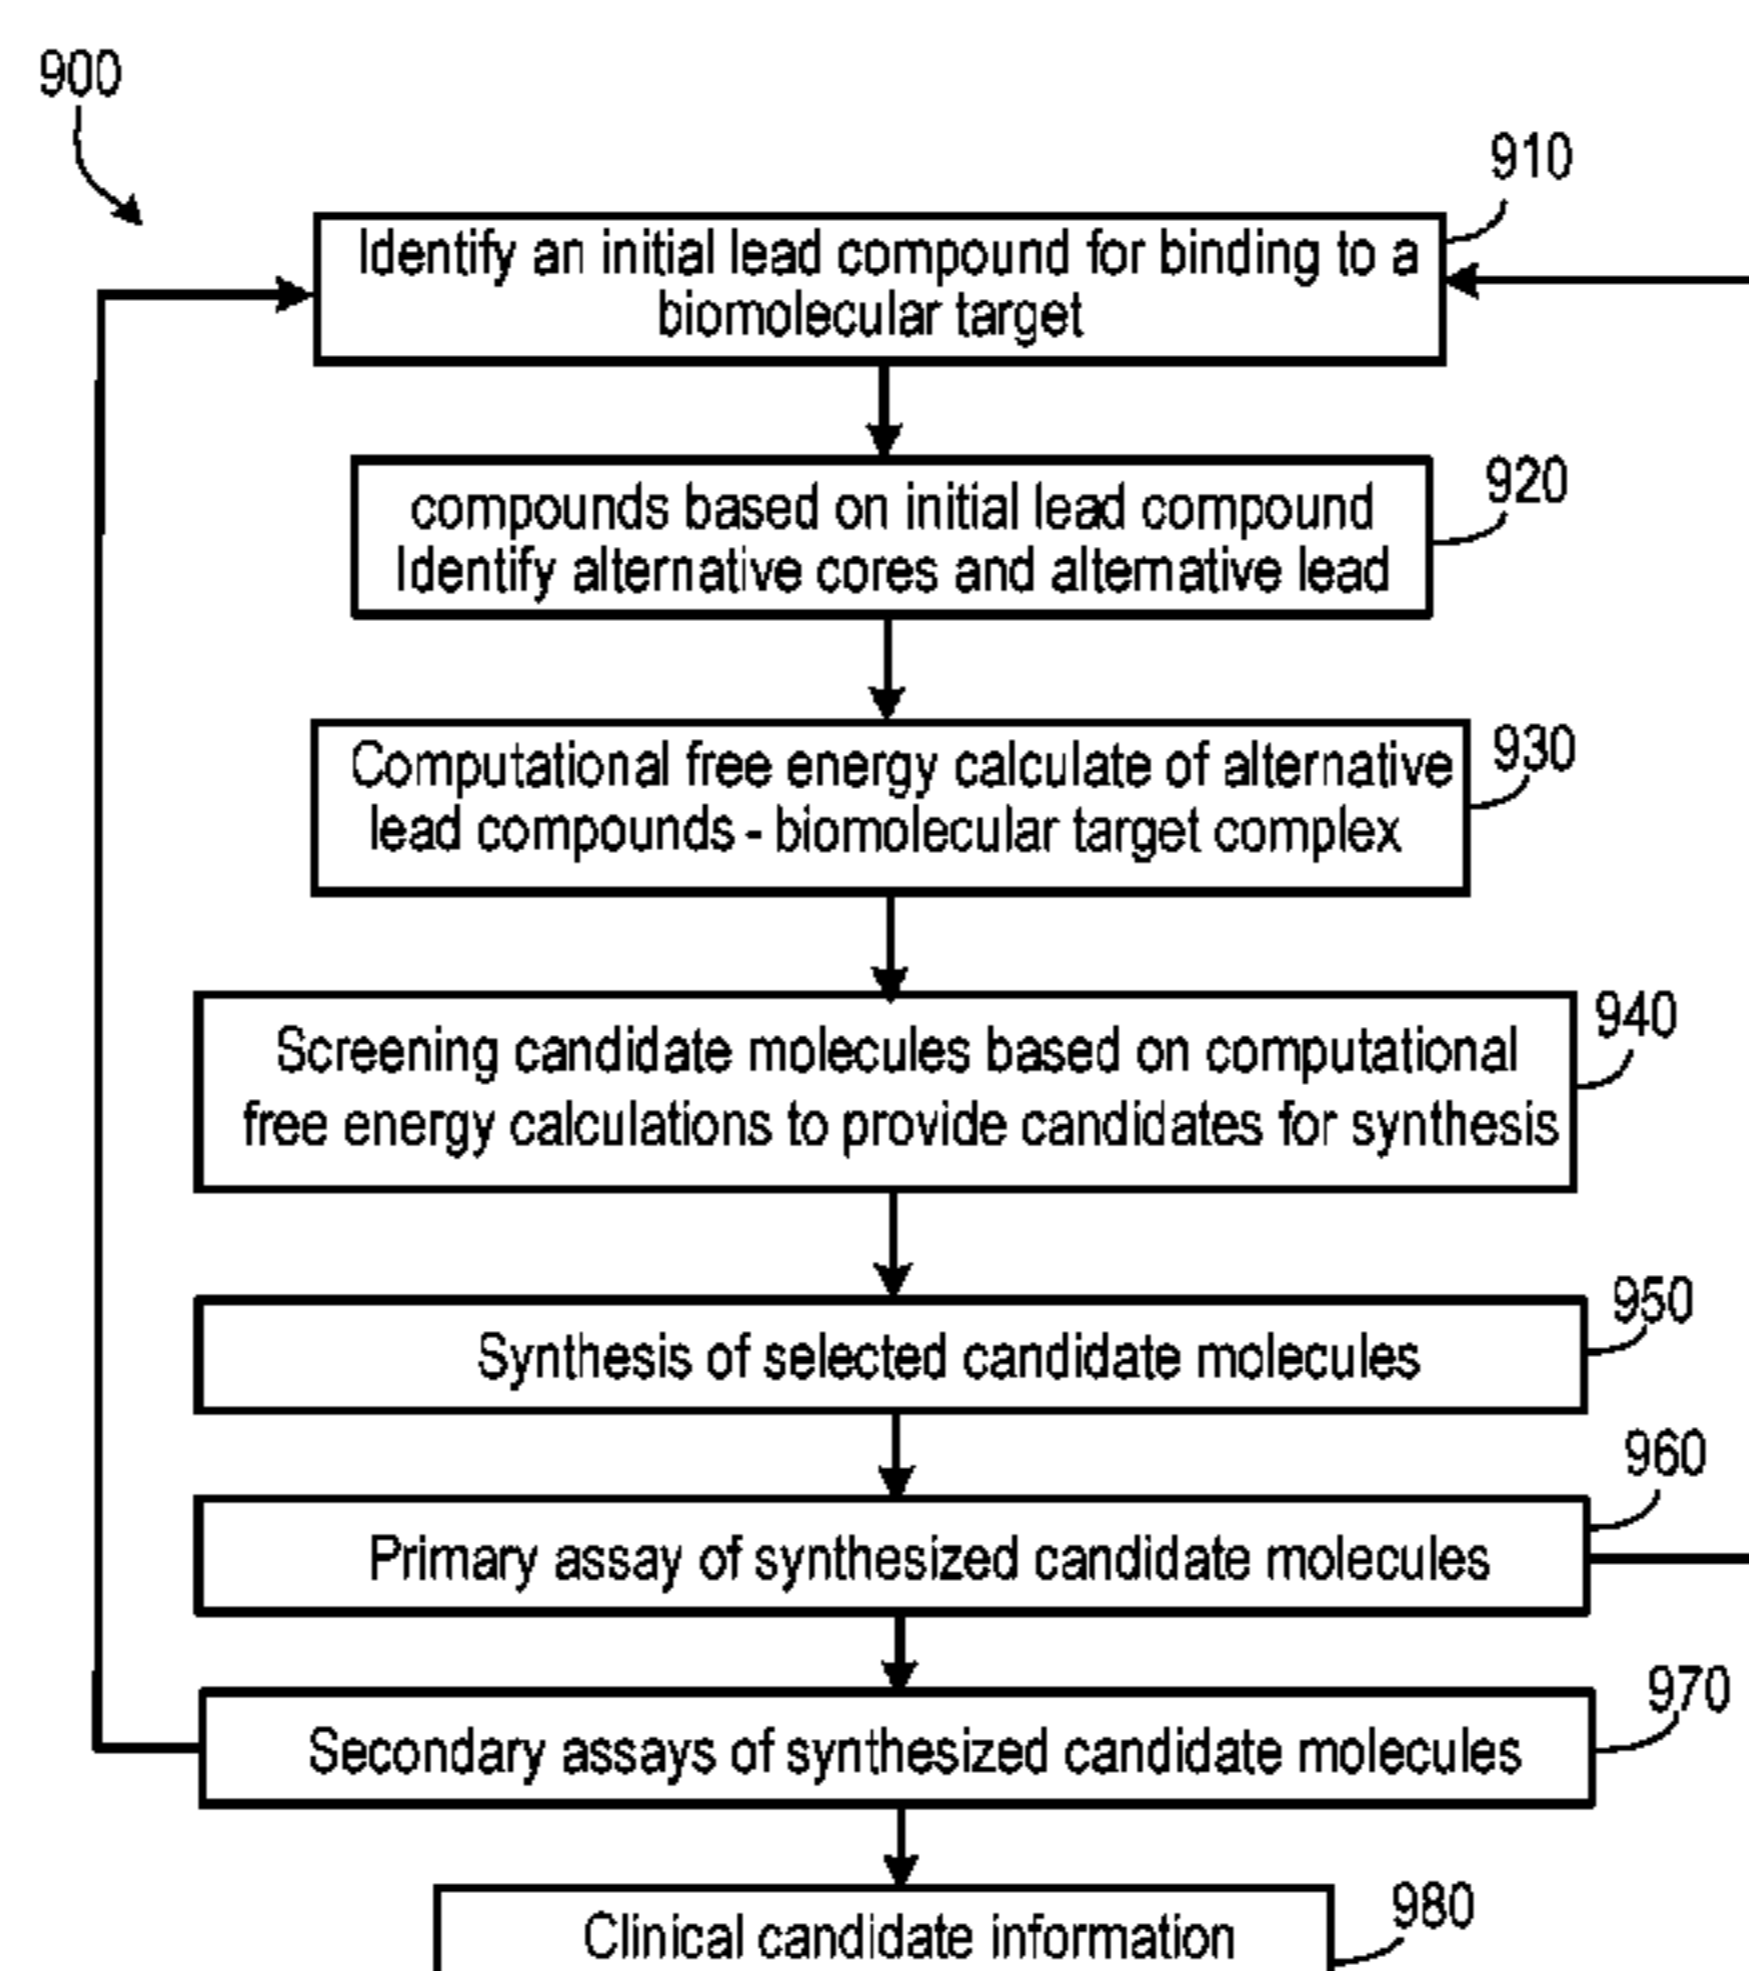 900
910
Identify an initial lead compound for binding to a
biomolecular target
920
compounds based on initial lead compound
Identify alternative cores and alternative lead
930
Computational free energy calculate of alternative
lead compounds - biomolecular target complex
940
Screening candidate molecules based on computational
free energy calculations to provide candidates for synthesis
950
Synthesis of selected candidate molecules
960
Primary assay of synthesized candidate molecules
970
Secondary assays of synthesized candidate molecules
980
Clinical candidate information